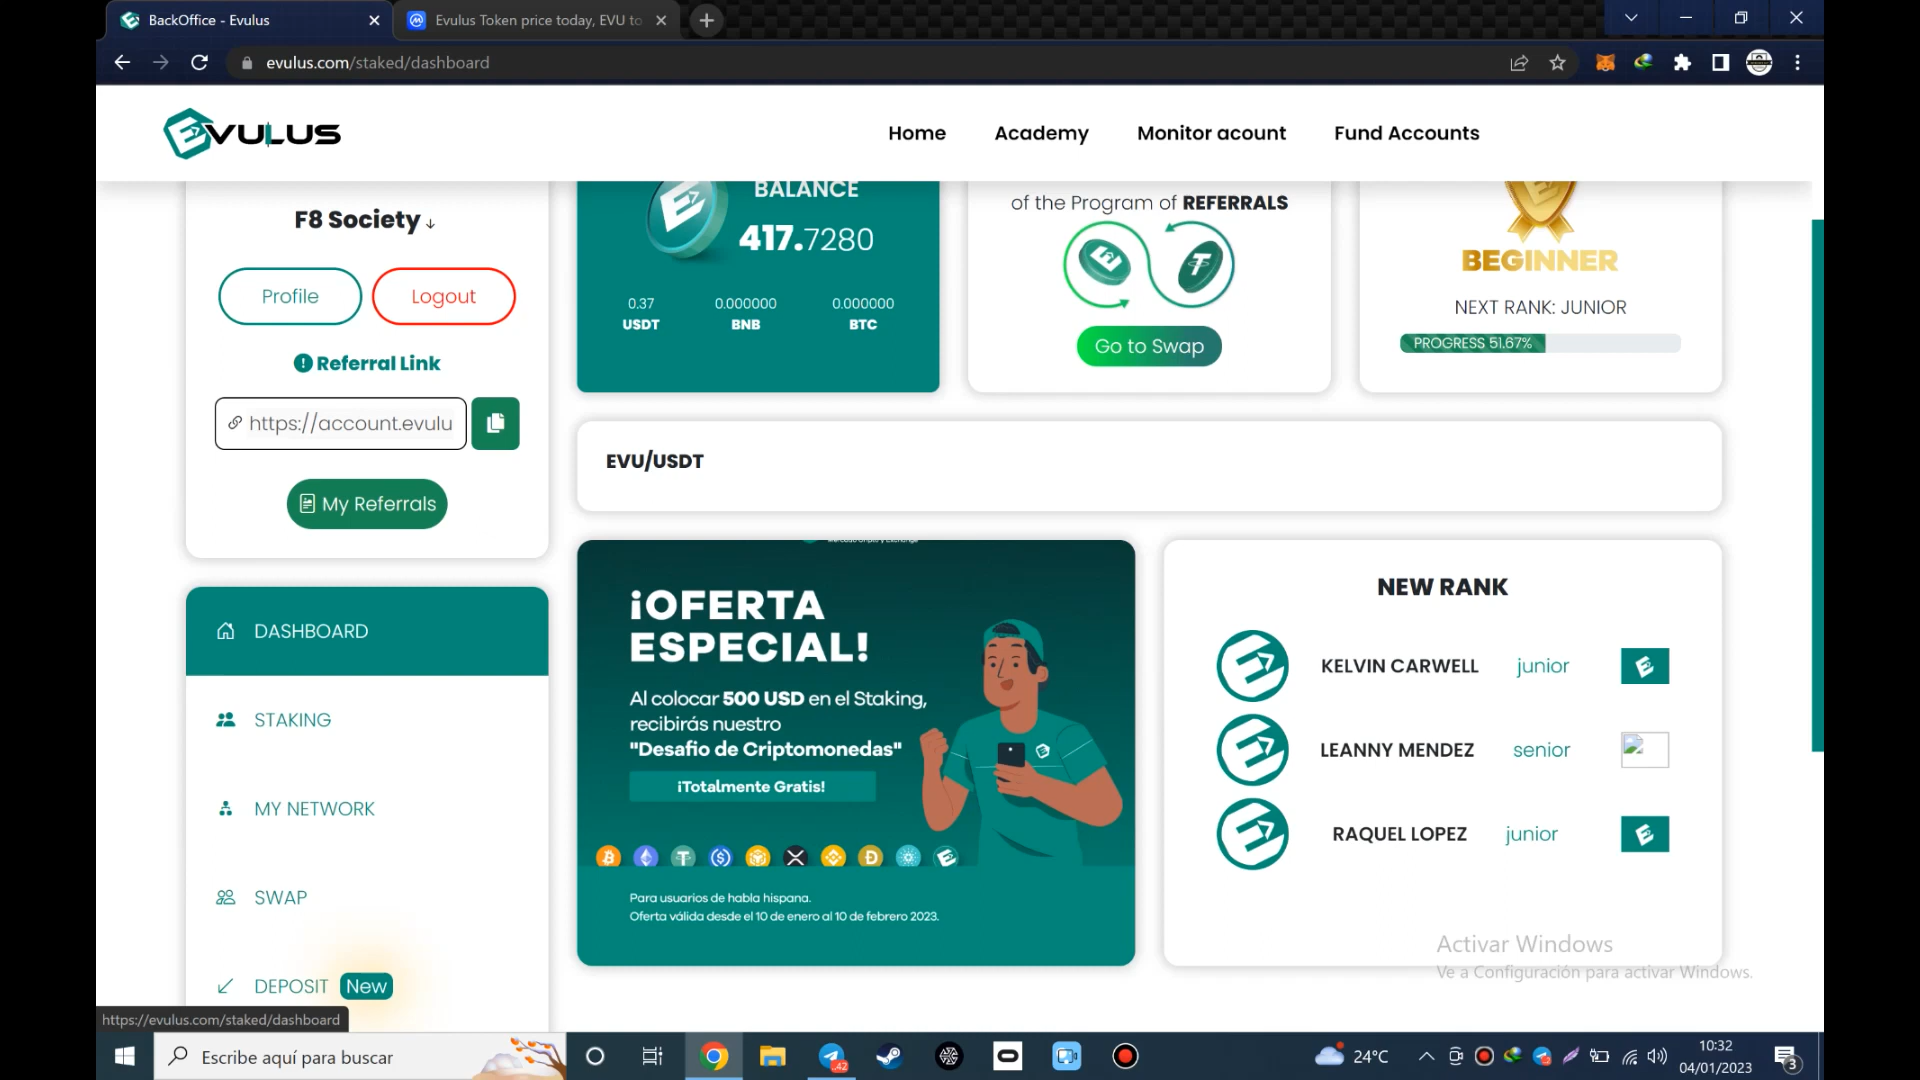 BackOffice - Evulus
Evulus Token price today, EVU to
evulus.com/staked/dashboard
EVULUS
Home
Academy
Monitor acount
Fund Accounts
F8 Society
Profile
Logout
Referral Link
https://account.evulu
My Referrals
DASHBOARD
STAKING
MY NETWORK
SWAP
DEPOSIT New
https://evulus.com/staked/dashboard
BALANCE
417.7280
0.37
USDT
0.000000
BNB
0.000000
BTC
of the Program of REFERRALS
Go to Swap
BEGINNER
NEXT RANK: JUNIOR
PROGRESS 51.67%
EVU/USDT
¡OFERTA
ESPECIAL!
Al colocar 500 USD en el Staking,
recibirás nuestro
"Desafio de Criptomonedas"
¡Totalmente Gratis!
Para usuarios de habla hispana.
Oferta válida desde el 10 de enero al 10 de febrero 2023.
NEW RANK
KELVIN CARWELL junior
LEANNY MENDEZ senior
RAQUEL LOPEZ junior
Activar Windows
Ve a Configuración para activar Windows.
Escribe aquí para buscar
42
24°C
10:32
04/01/2023
3